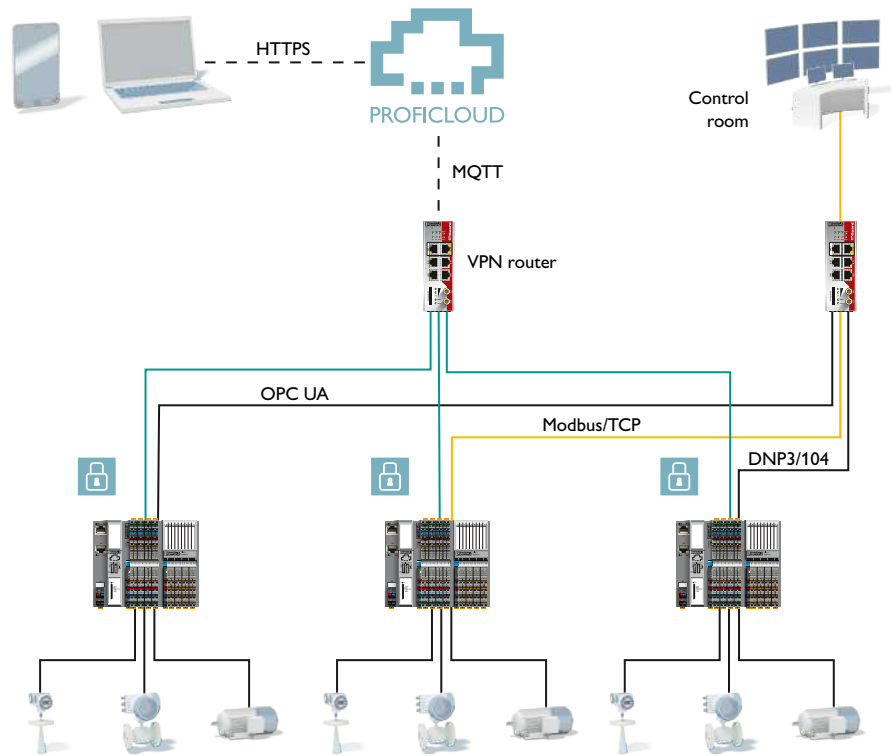 HTTPS
PROFICLOUD
Control
room
MQTT
VPN router
OPC UA
Modbus/TCP
DNP3/104